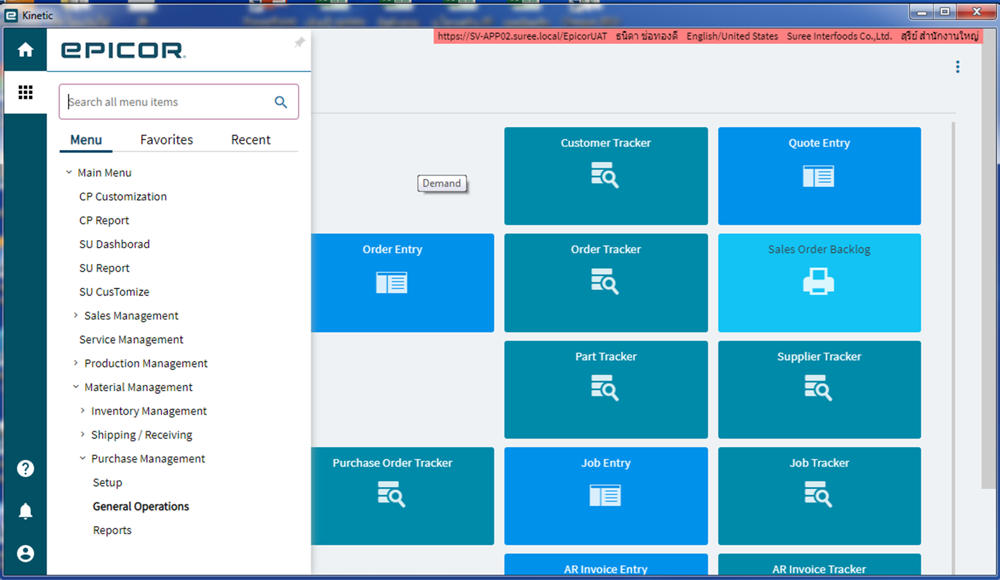 Kinetic
https://SV-APP02.suree.local/EpicorUAT ธนิดา ช่อทองดี English/United States Suree Interfoods Co.,Ltd. สุรีย์ สำนักงานใหญ่
EPICOR
Search all menu items
Menu Favorites Recent
Main Menu
CP Customization
CP Report
SU Dashborad
SU Report
SU CusTomize
Sales Management
Service Management
Production Management
Material Management
Inventory Management
Shipping / Receiving
Purchase Management
Setup
General Operations
Reports
Demand
Customer Tracker
Quote Entry
Order Entry
Order Tracker
Sales Order Backlog
Part Tracker
Supplier Tracker
Purchase Order Tracker
Job Entry
Job Tracker
AR Invoice Entry
AR Invoice Tracker